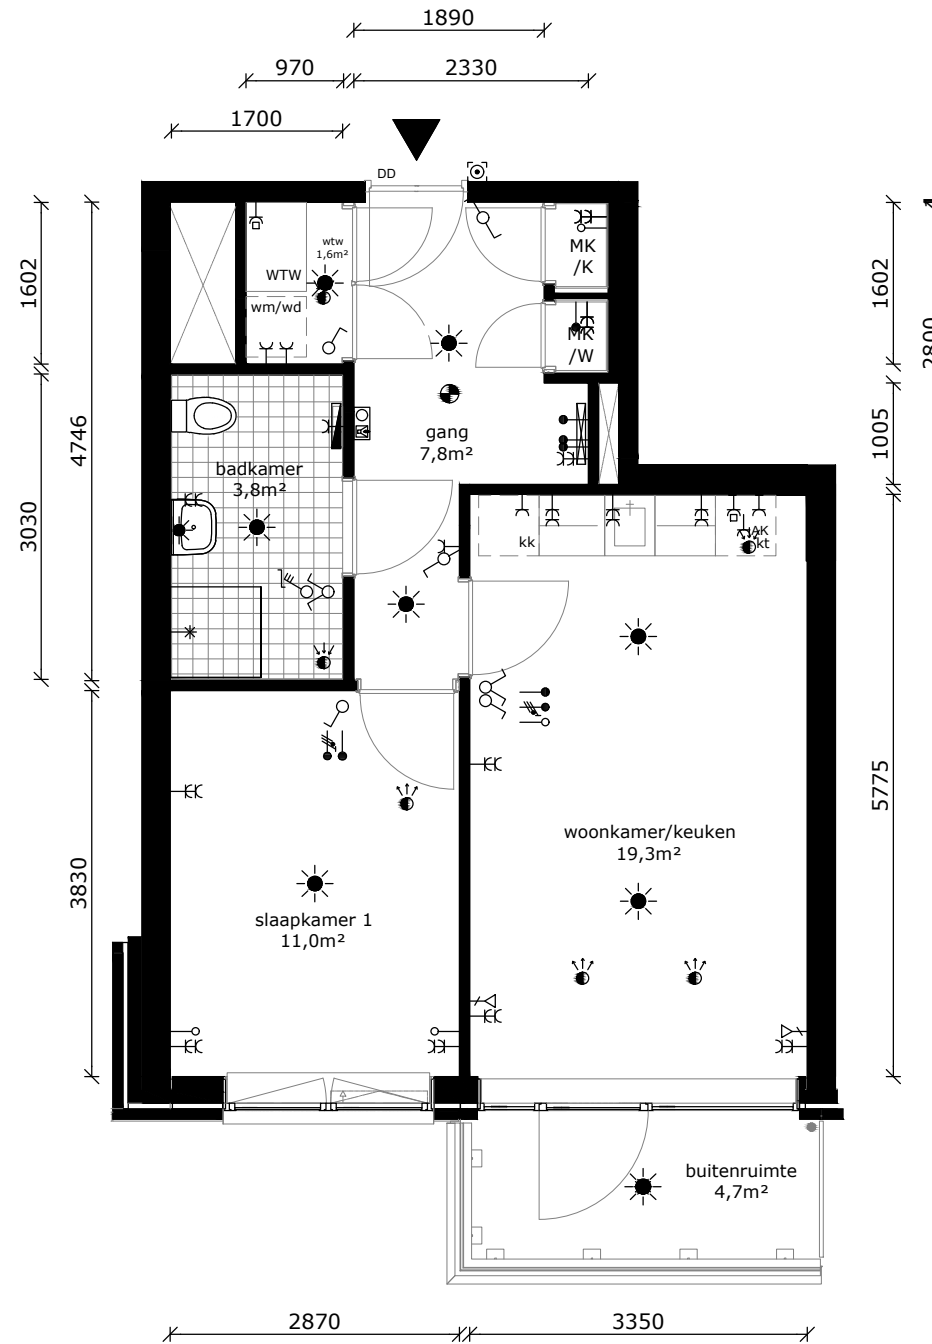 1890
970
2330
1700
DD
1602
4746
3030
3830
wtw
1,6m²
WTW
wm/wd
MK
/K
MK
/W
gang
7,8m²
badkamer
3,8m²
kk
AK
kt
1602
2800
1005
5775
woonkamer/keuken
19,3m²
slaapkamer 1
11,0m²
buitenruimte
4,7m²
2870
3350